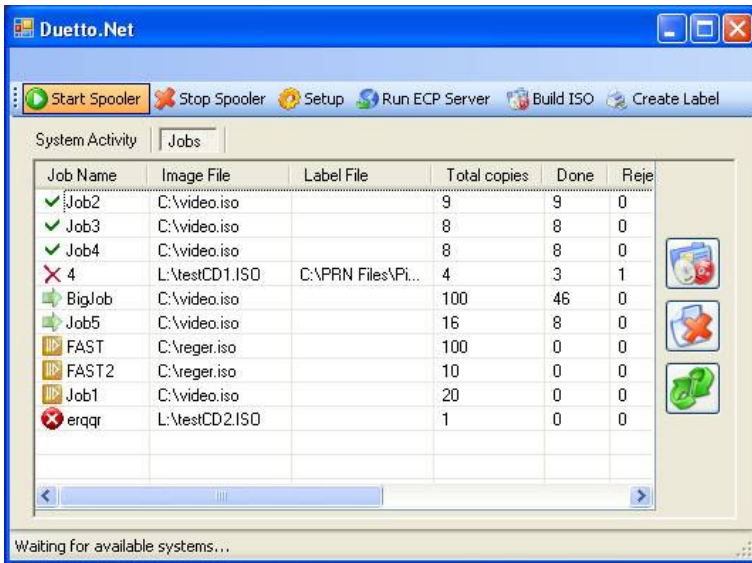 Duetto.Net
Start Spooler Stop Spooler Setup Run ECP Server Build ISO Create Label
System Activity Jobs
Job Name Image File Label File Total copies Done Reje
Job2 C:\video.iso 9 9 0
Job3 C:\video.iso 8 8 0
Job4 C:\video.iso 8 8 0
4 L:\testCD1.ISO C:\PRN Files\Pi... 4 3 1
BigJob C:\video.iso 100 46 0
Job5 C:\video.iso 16 8 0
FAST C:\reger.iso 100 0 0
FAST2 C:\reger.iso 10 0 0
Job1 C:\video.iso 20 0 0
erqqr L:\testCD2.ISO 1 0 0
Waiting for available systems...